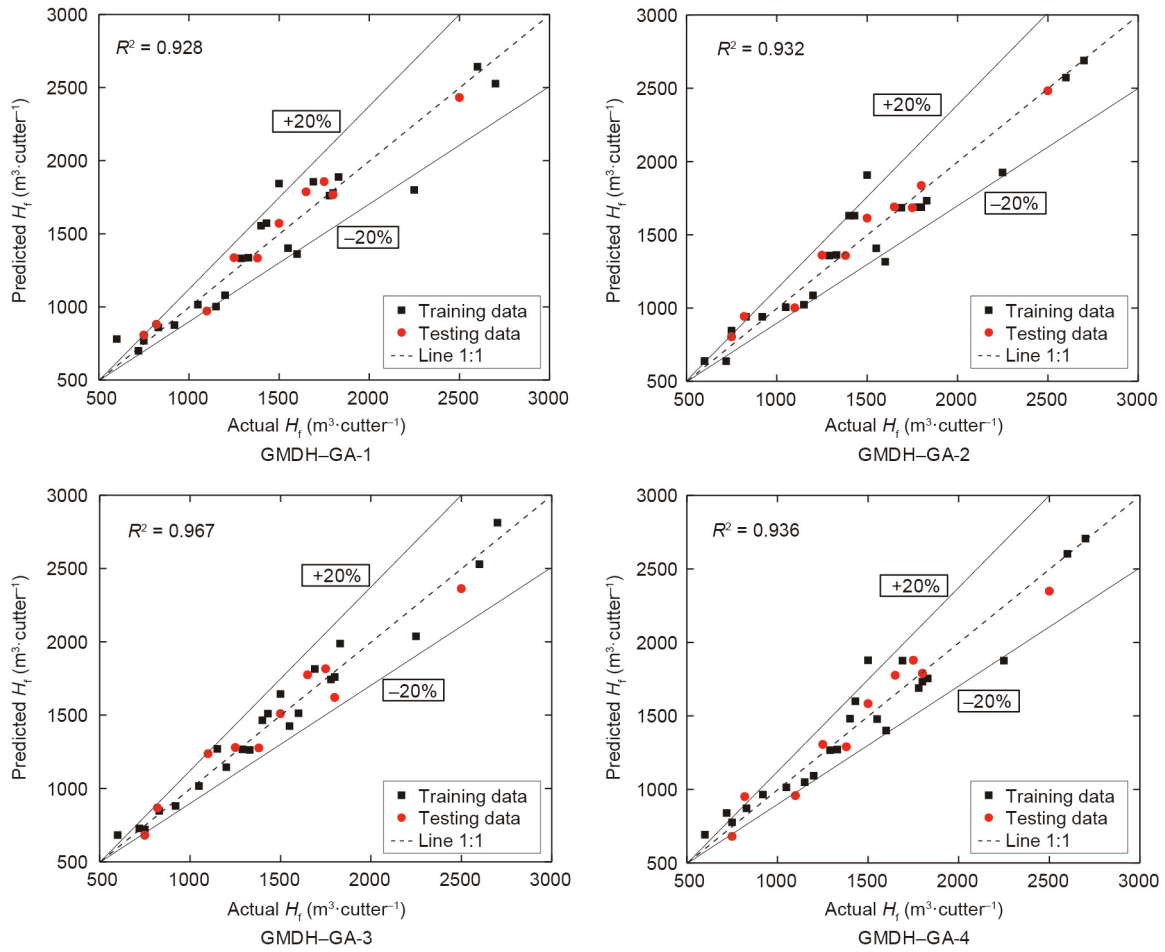 3000
2500
2000
1500
1000
500
Predicted Hf (m³·cutter⁻¹)
R² = 0.928
+20%
−20%
Training data
Testing data
Line 1:1
500 1000 1500 2000 2500 3000
Actual Hf (m³·cutter⁻¹)
GMDH–GA-1
3000
2500
2000
1500
1000
500
Predicted Hf (m³·cutter⁻¹)
R² = 0.932
+20%
−20%
Training data
Testing data
Line 1:1
500 1000 1500 2000 2500 3000
Actual Hf (m³·cutter⁻¹)
GMDH–GA-2
3000
2500
2000
1500
1000
500
Predicted Hf (m³·cutter⁻¹)
R² = 0.967
+20%
−20%
Training data
Testing data
Line 1:1
500 1000 1500 2000 2500 3000
Actual Hf (m³·cutter⁻¹)
GMDH–GA-3
3000
2500
2000
1500
1000
500
Predicted Hf (m³·cutter⁻¹)
R² = 0.936
+20%
−20%
Training data
Testing data
Line 1:1
500 1000 1500 2000 2500 3000
Actual Hf (m³·cutter⁻¹)
GMDH–GA-4